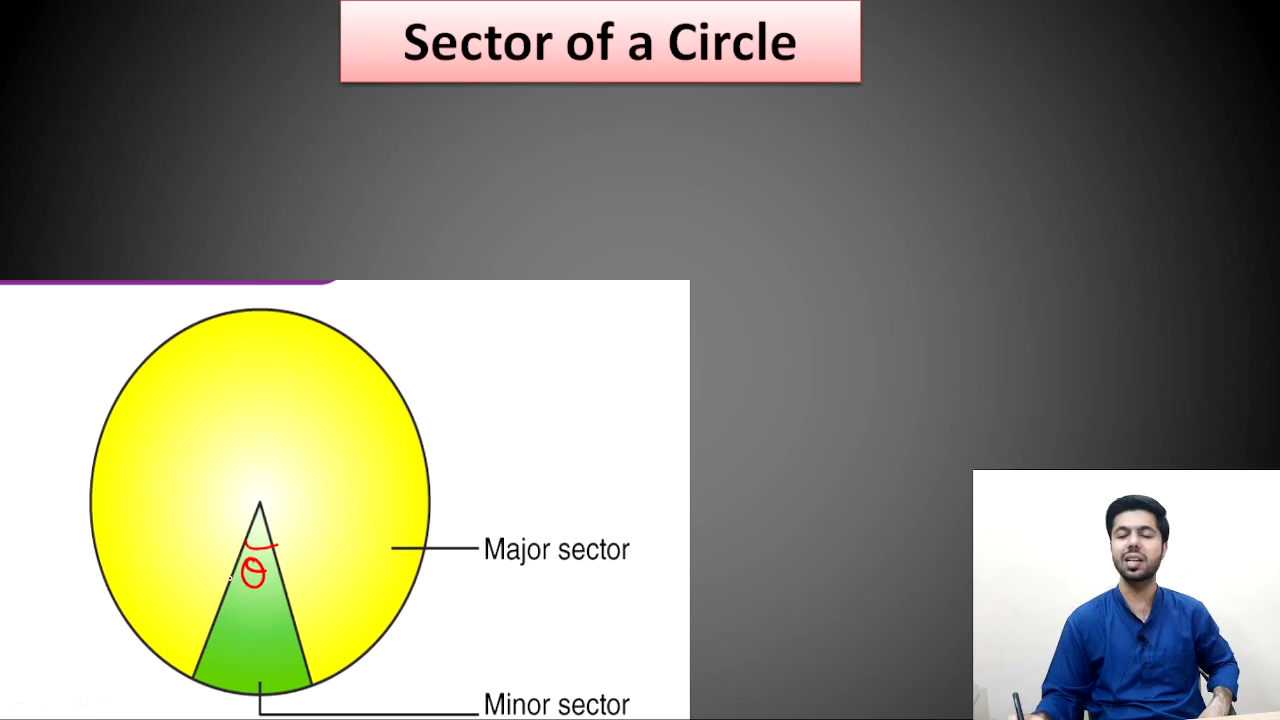 Sector of a Circle
θ
Major sector
Minor sector